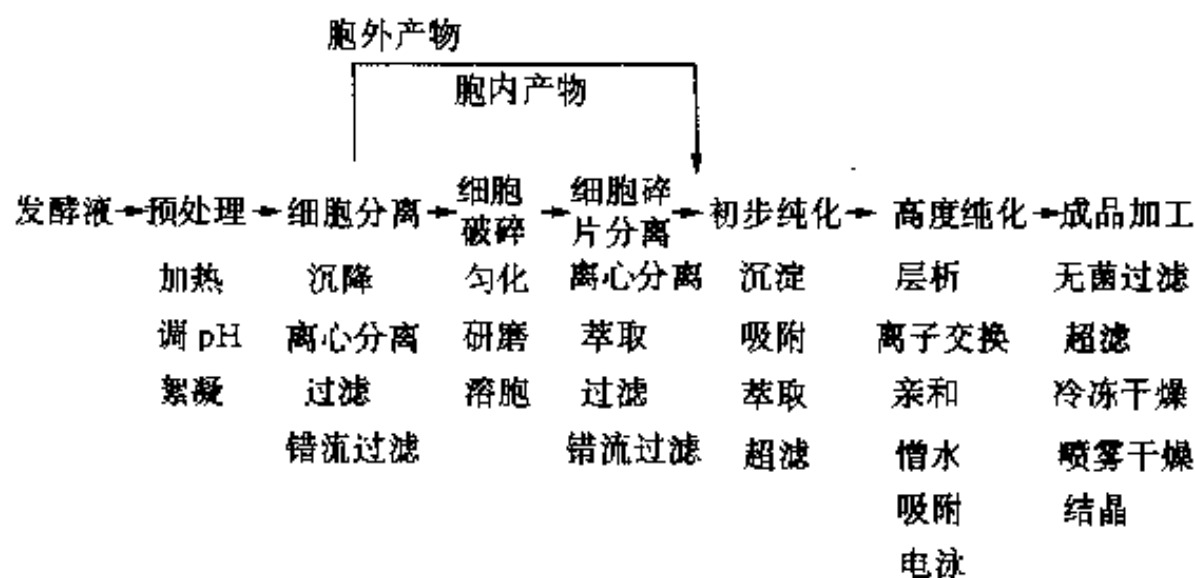 胞外产物
胞内产物
发酵液→预处理→细胞分离→细胞破碎→细胞碎片分离→初步纯化→高度纯化→成品加工
加热 沉降 匀化 离心分离 沉淀 层析 无菌过滤
调pH 离心分离 研磨 萃取 吸附 离子交换 超滤
絮凝 过滤 溶胞 过滤 萃取 亲和 冷冻干燥
错流过滤 错流过滤 超滤 憎水 喷雾干燥
吸附 结晶
电泳